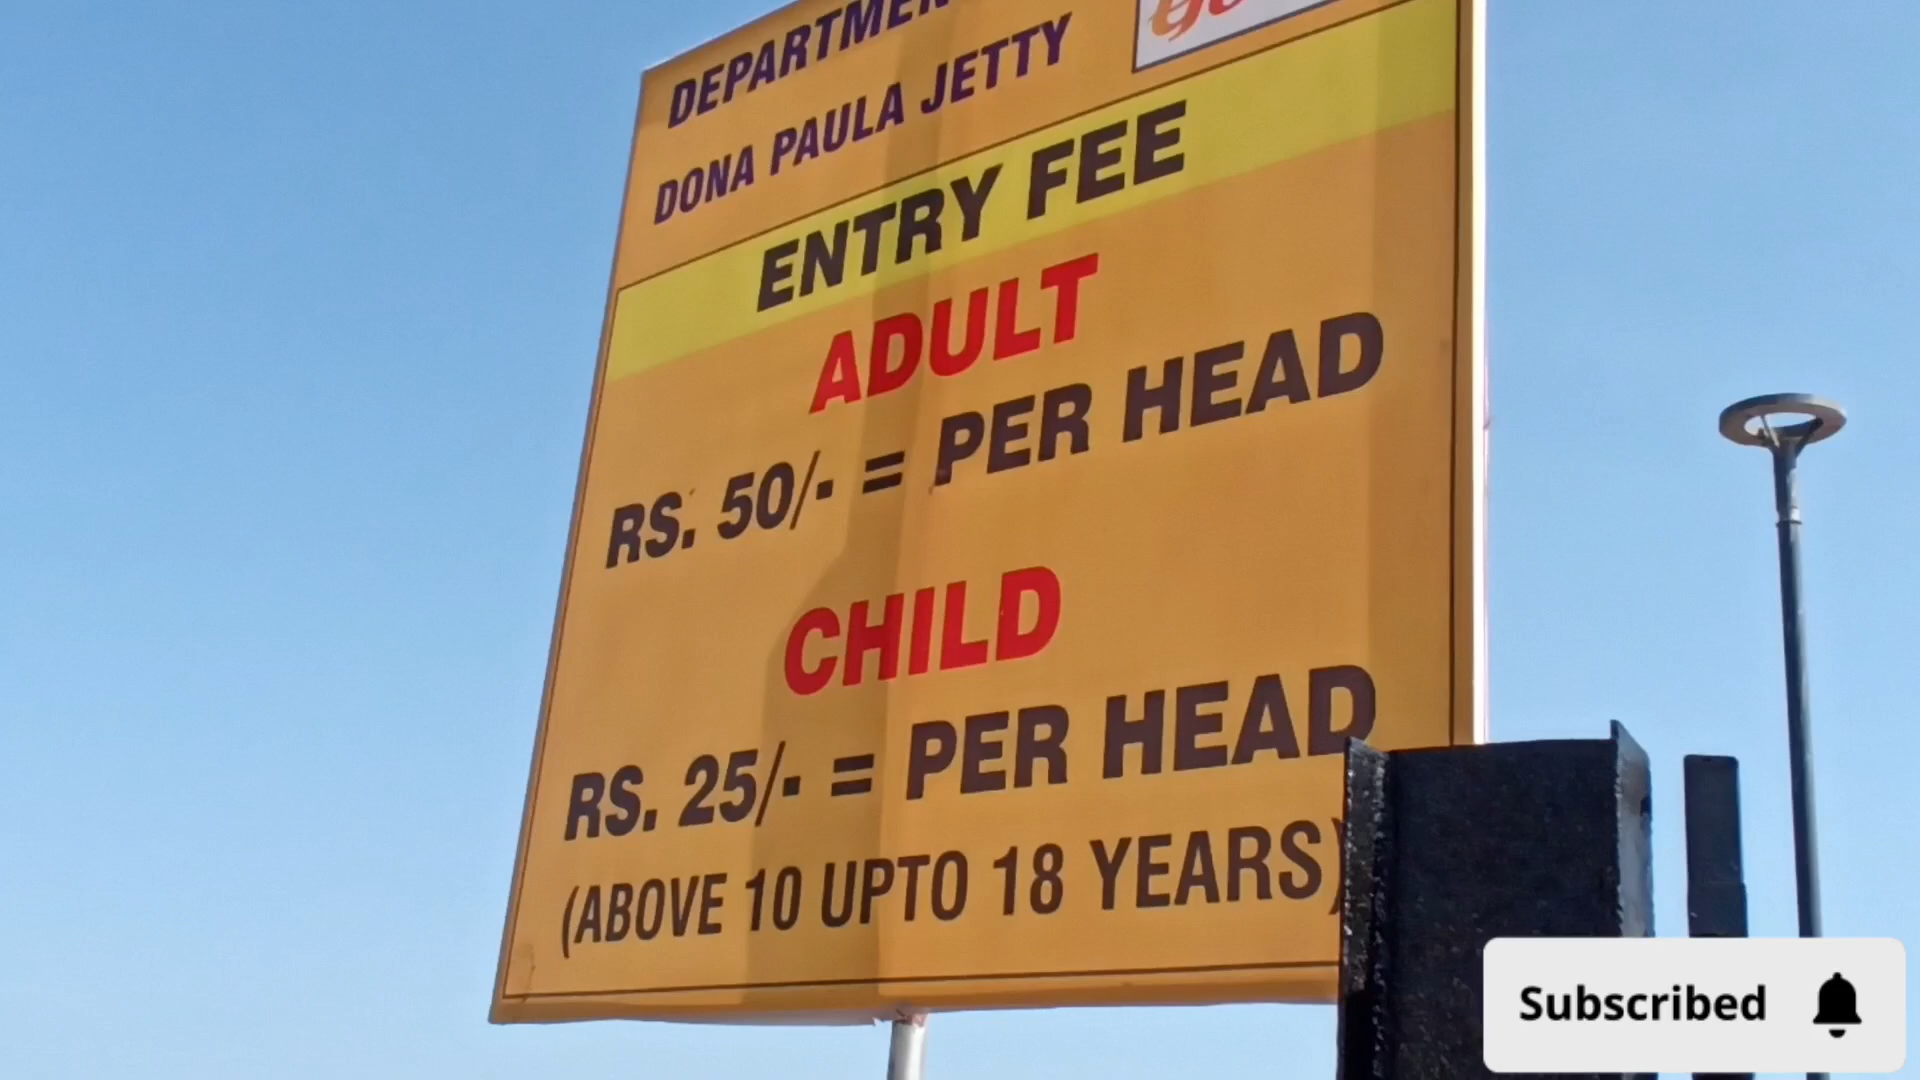 DONA PAULA JETTY
ENTRY FEE
ADULT
RS. 50/- = PER HEAD
CHILD
RS. 25/- = PER HEAD
(ABOVE 10 UPTO 18 YEARS)
Subscribed